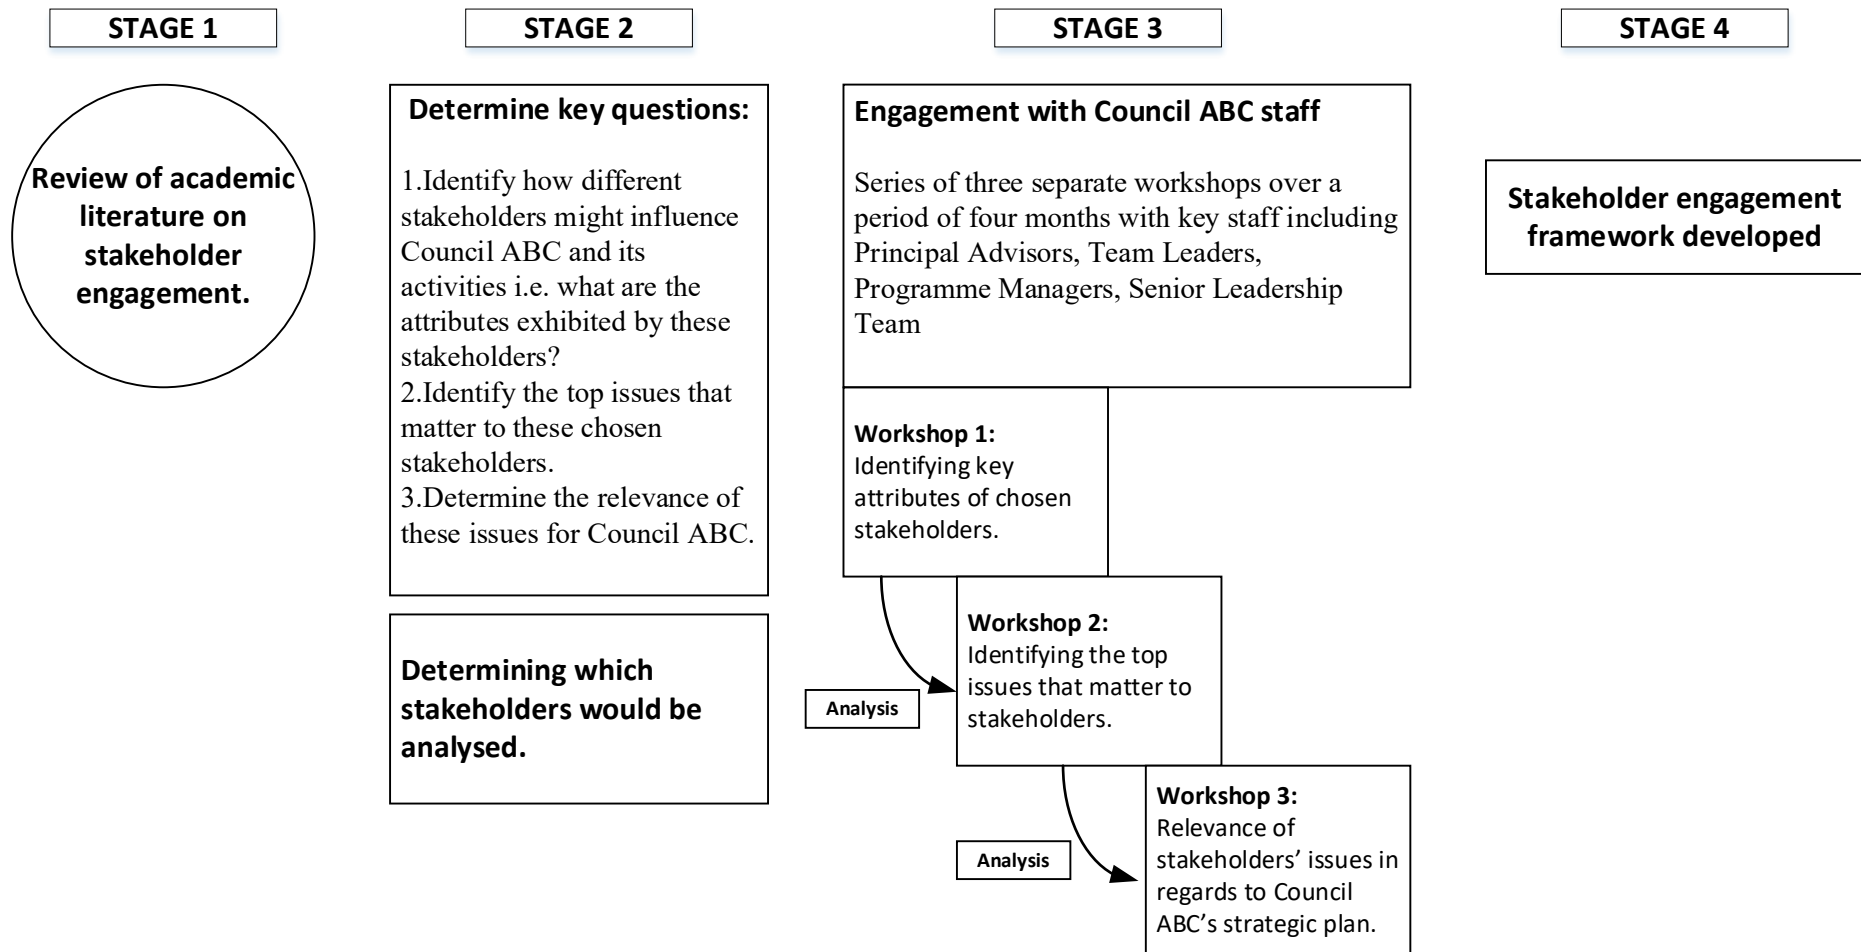 STAGE 1
Review of academic
literature on
stakeholder
engagement.
STAGE 2
Determine key questions:
1.Identify how different
stakeholders might influence
Council ABC and its
activities i.e. what are the
attributes exhibited by these
stakeholders?
2.Identify the top issues that
matter to these chosen
stakeholders.
3.Determine the relevance of
these issues for Council ABC.
Determining which
stakeholders would be
analysed.
STAGE 3
Engagement with Council ABC staff
Series of three separate workshops over a
period of four months with key staff including
Principal Advisors, Team Leaders,
Programme Managers, Senior Leadership
Team
Workshop 1:
Identifying key
attributes of chosen
stakeholders.
Analysis
Workshop 2:
Identifying the top
issues that matter to
stakeholders.
Analysis
Workshop 3:
Relevance of
stakeholders’ issues in
regards to Council
ABC’s strategic plan.
STAGE 4
Stakeholder engagement
framework developed